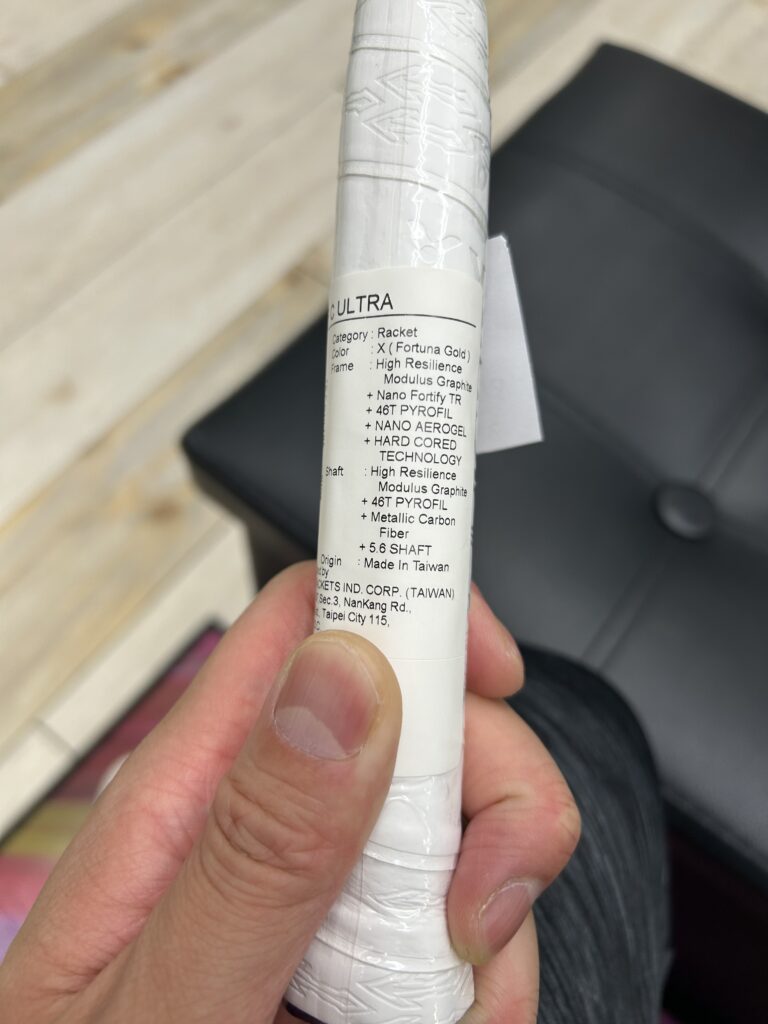 C ULTRA
Category : Racket
Color : X ( Fortuna Gold )
Frame : High Resilience
Modulus Graphite
+ Nano Fortify TR
+ 46T PYROFIL
+ NANO AEROGEL
+ HARD CORED
TECHNOLOGY
Shaft : High Resilience
Modulus Graphite
+ 46T PYROFIL
+ Metallic Carbon
Fiber
+ 5.6 SHAFT
Origin : Made In Taiwan
by
CKETS IND. CORP. (TAIWAN)
Sec.3, NanKang Rd.,
Taipei City 115,